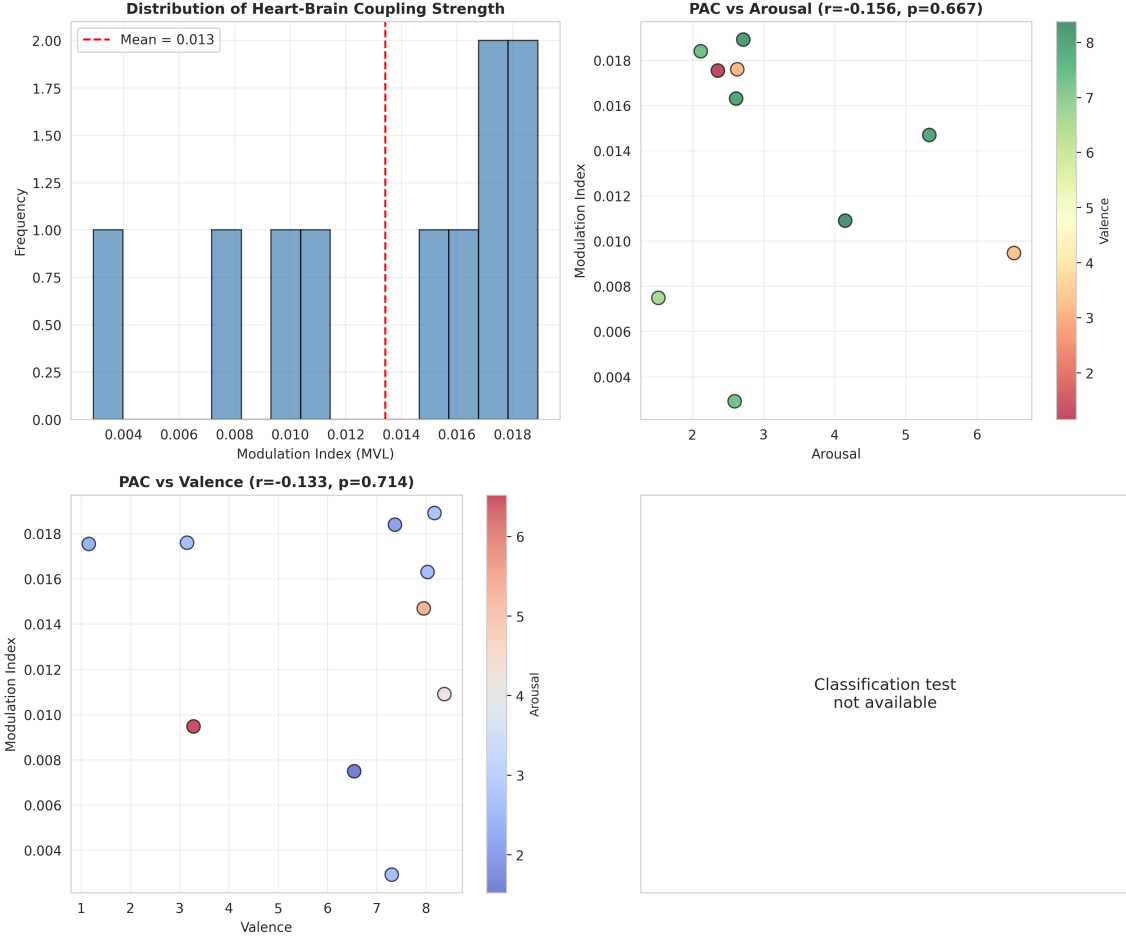 Distribution of Heart-Brain Coupling Strength
Mean = 0.013
2.00
1.75
1.50
1.25
1.00
0.75
0.50
0.25
0.00
Frequency
0.004 0.006 0.008 0.010 0.012 0.014 0.016 0.018
Modulation Index (MVL)
PAC vs Arousal (r=-0.156, p=0.667)
0.018
0.016
0.014
0.012
0.010
0.008
0.006
0.004
Modulation Index
2 3 4 5 6
Arousal
8
7
6
5
4
3
2
Valence
PAC vs Valence (r=-0.133, p=0.714)
0.018
0.016
0.014
0.012
0.010
0.008
0.006
0.004
Modulation Index
1 2 3 4 5 6 7 8
Valence
6
5
4
3
2
Arousal
Classification test
not available